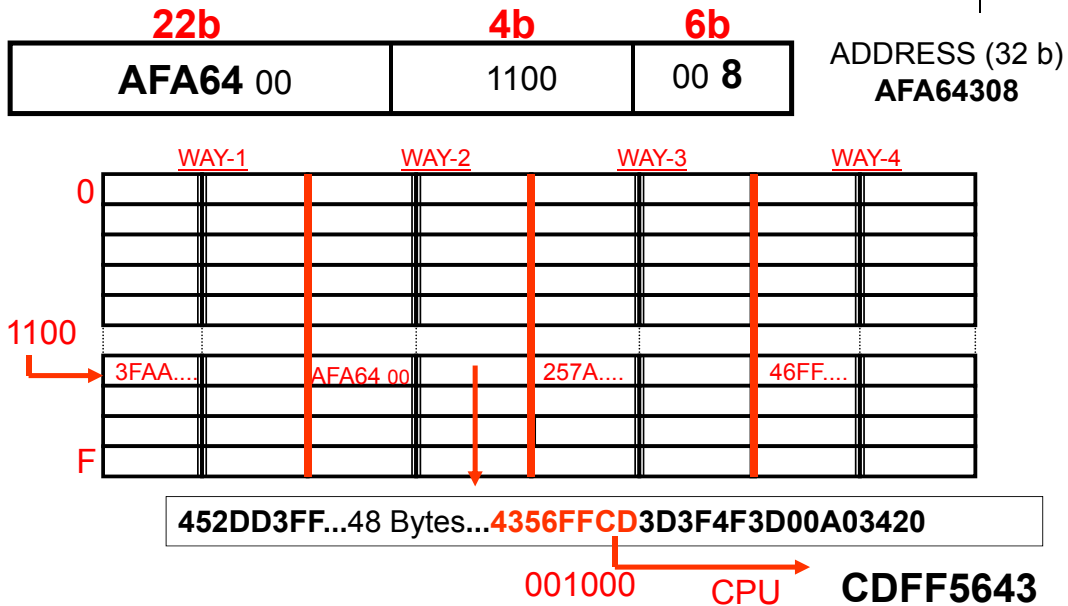 22b 4b 6b
AFA64 00 1100 00 8 ADDRESS (32 b)
AFA64308
WAY-1 WAY-2 WAY-3 WAY-4
0
1100
3FAA.... AFA64 00 257A.... 46FF....
F
452DD3FF...48 Bytes...4356FFCD3D3F4F3D00A03420
001000 CPU CDFF5643